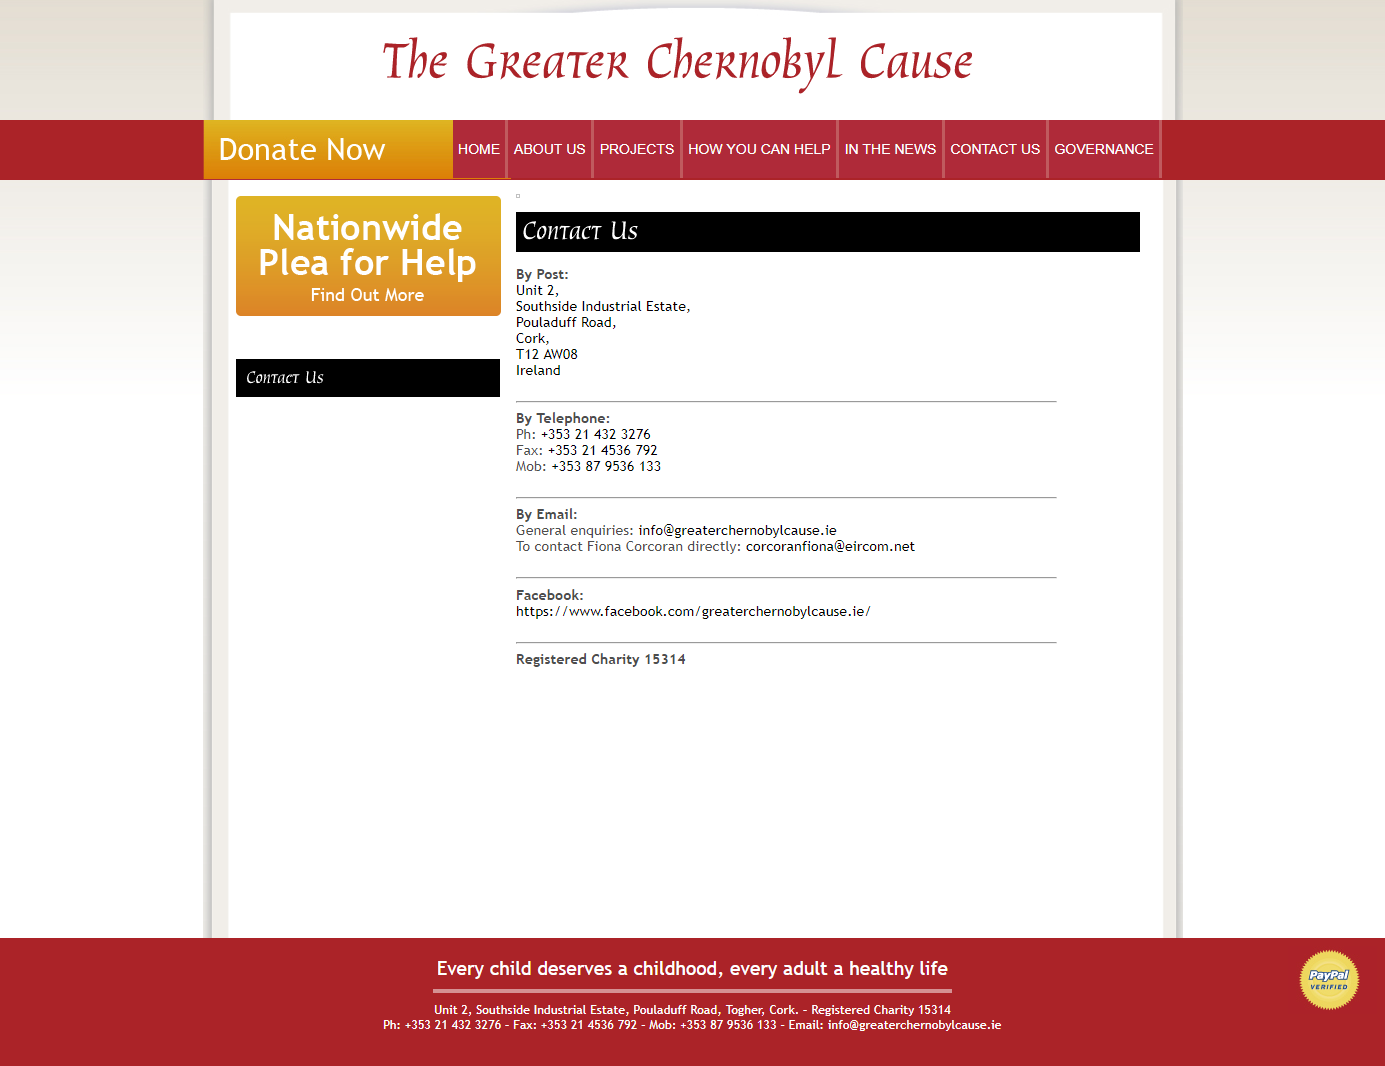 The Greater Chernobyl Cause
Donate Now
HOME
ABOUT US
PROJECTS
HOW YOU CAN HELP
IN THE NEWS
CONTACT US
GOVERNANCE
Nationwide
Plea for Help
Find Out More
Contact Us
Contact Us
By Post:
Unit 2,
Southside Industrial Estate,
Pouladuff Road,
Cork,
T12 AW08
Ireland
By Telephone:
Ph: +353 21 432 3276
Fax: +353 21 4536 792
Mob: +353 87 9536 133
By Email:
General enquiries: info@greaterchernobylcause.ie
To contact Fiona Corcoran directly: corcoranfiona@eircom.net
Facebook:
https://www.facebook.com/greaterchernobylcause.ie/
Registered Charity 15314
Every child deserves a childhood, every adult a healthy life
Unit 2, Southside Industrial Estate, Pouladuff Road, Togher, Cork. - Registered Charity 15314
Ph: +353 21 432 3276 - Fax: +353 21 4536 792 - Mob: +353 87 9536 133 - Email: info@greaterchernobylcause.ie
PayPal
VERIFIED